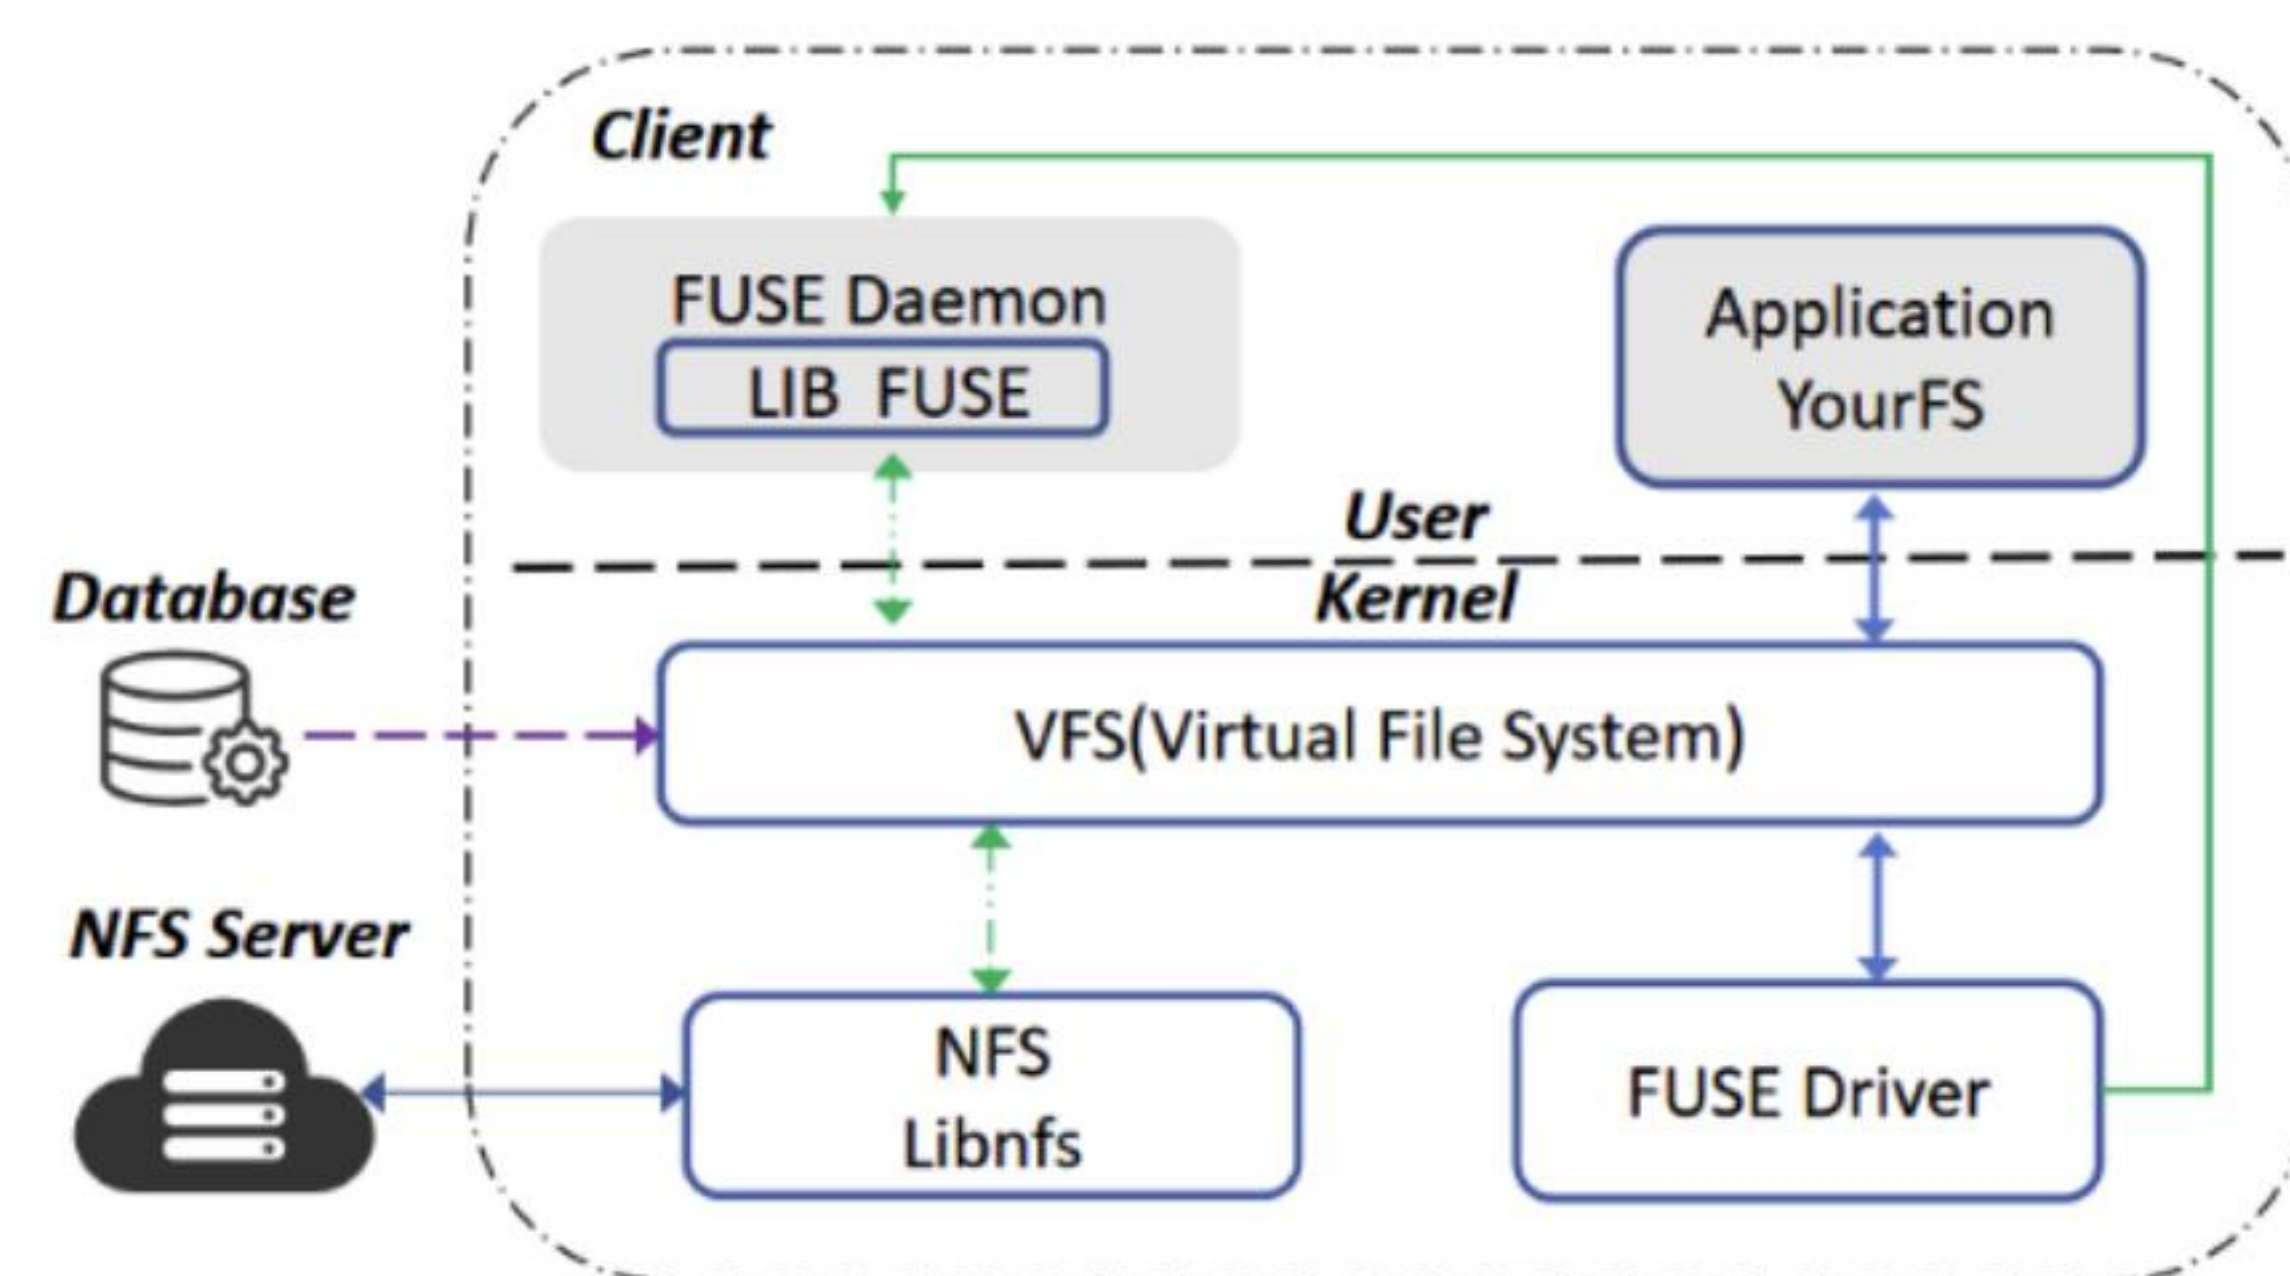 Client
FUSE Daemon
LIB FUSE
Application
YourFS
User
Kernel
Database
VFS(Virtual File System)
NFS Server
NFS
Libnfs
FUSE Driver